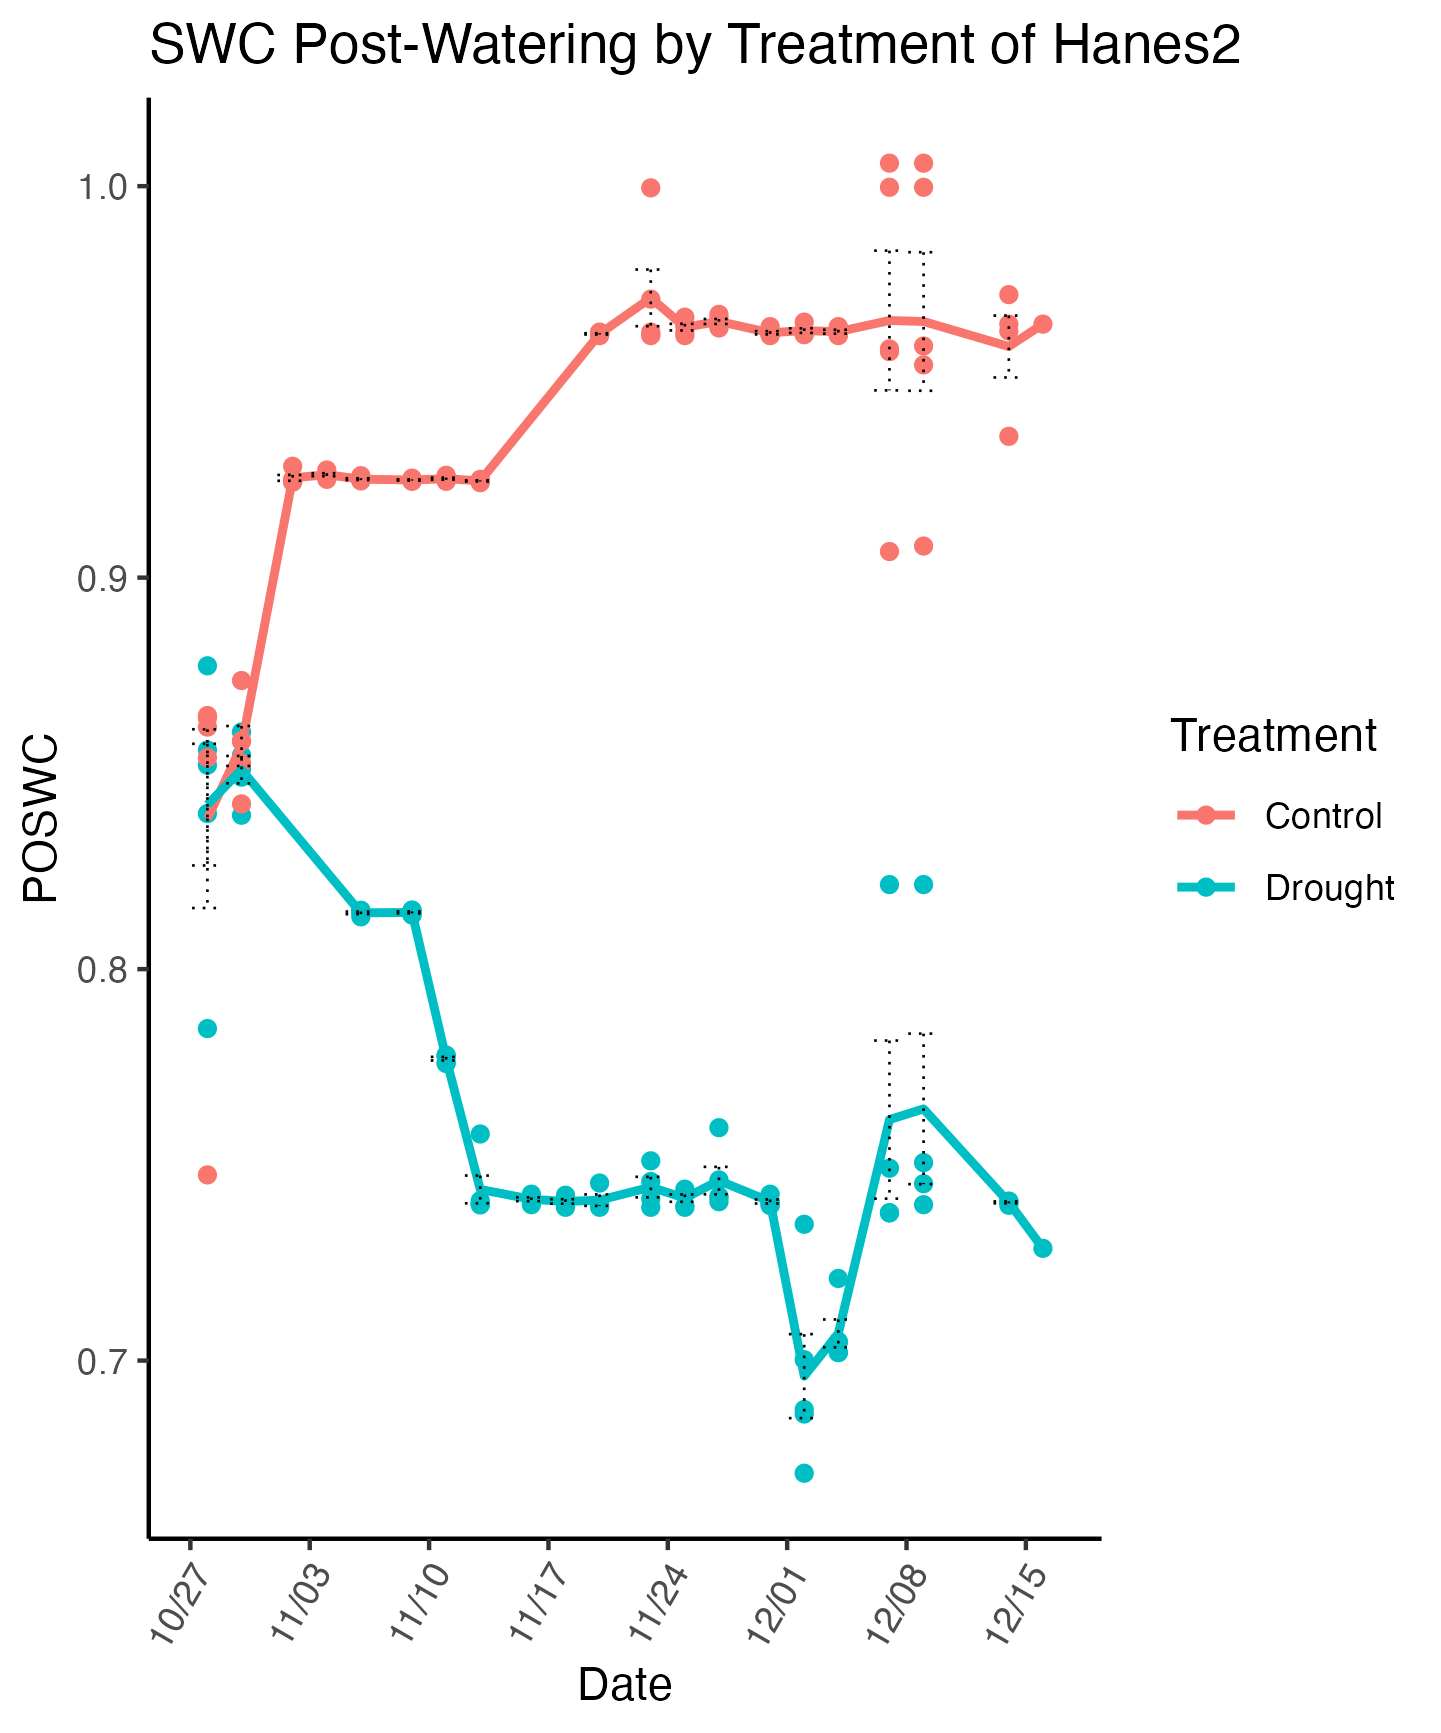 SWC Post-Watering by Treatment of Hanes2
POSWC
1.0
0.9
0.8
0.7
Treatment
Control
Drought
10/27
11/03
11/10
11/17
11/24
12/01
12/08
12/15
Date